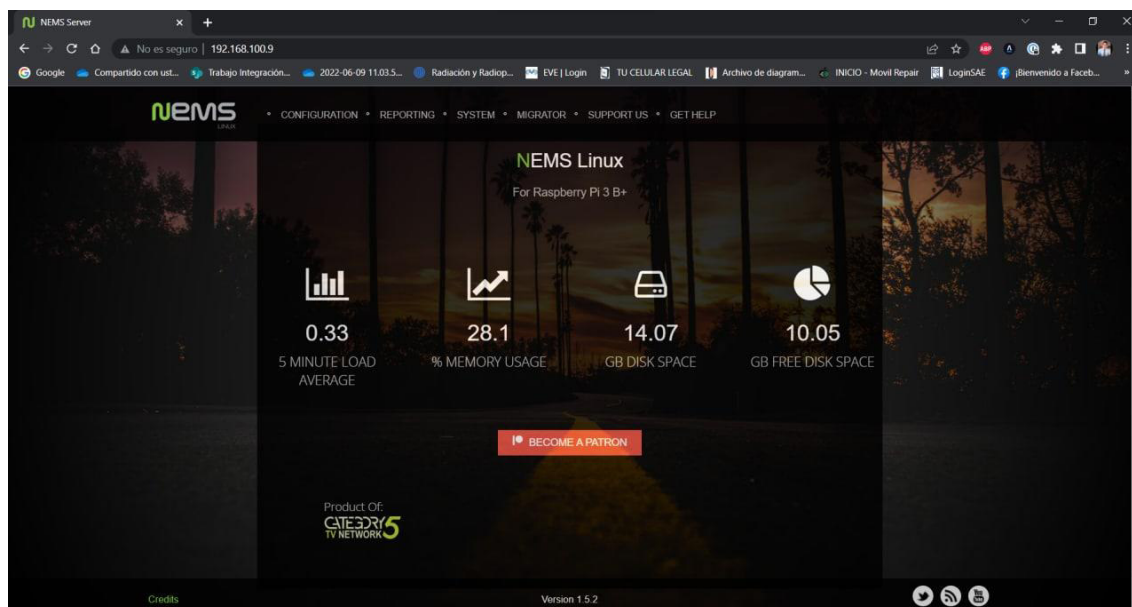 NEMS Server
No es seguro | 192.168.100.9
Google Compartido con ust... Trabajo Integración... 2022-06-09 11.03.5... Radiación y Radiop... EVE | Login TU CELULAR LEGAL Archivo de diagram... INICIO - Movil Repair LoginSAE ¡Bienvenido a Faceb... »
NEMS
LINUX
CONFIGURATION REPORTING SYSTEM MIGRATOR SUPPORT US GET HELP
NEMS Linux
For Raspberry Pi 3 B+
0.33 28.1 14.07 10.05
5 MINUTE LOAD AVERAGE % MEMORY USAGE GB DISK SPACE GB FREE DISK SPACE
BECOME A PATRON
Product Of:
CATEGORY5
TV NETWORK
Credits Version 1.5.2